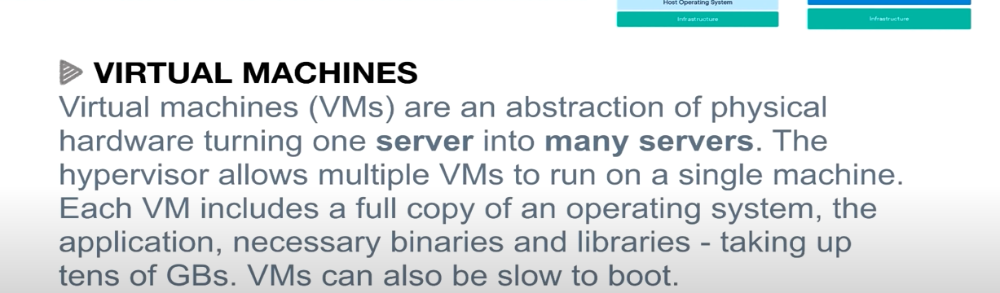 Host Operating System
Infrastructure
Infrastructure
VIRTUAL MACHINES
Virtual machines (VMs) are an abstraction of physical
hardware turning one server into many servers. The
hypervisor allows multiple VMs to run on a single machine.
Each VM includes a full copy of an operating system, the
application, necessary binaries and libraries - taking up
tens of GBs. VMs can also be slow to boot.